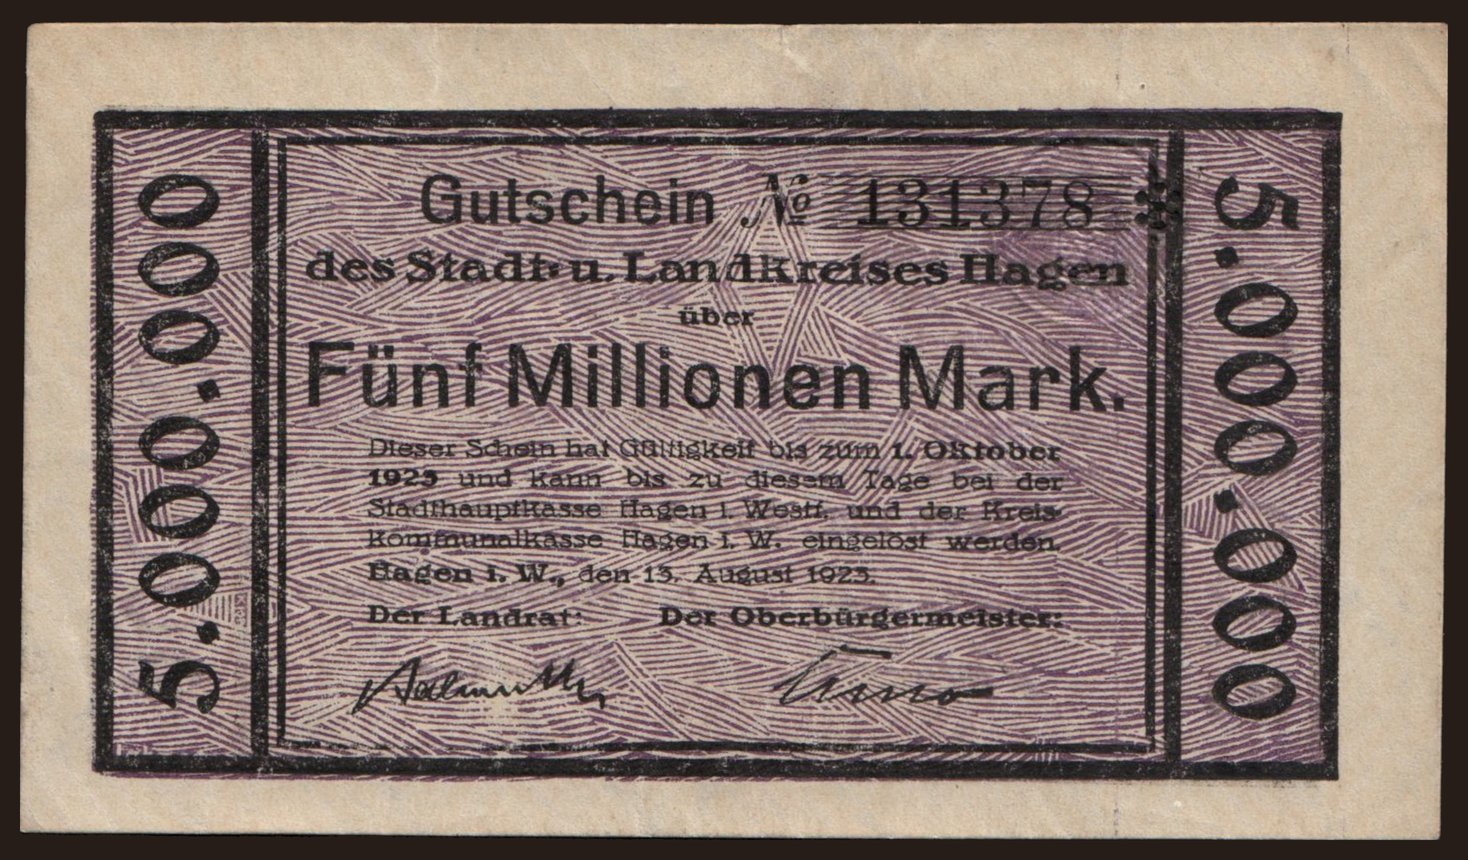 5.000.000
Gutschein № 131378 ✻
des Stadt- u. Landkreises Hagen
über
Fünf Millionen Mark.
Dieser Schein hat Gültigkeit bis zum 1. Oktober
1923 und kann bis zu diesem Tage bei der
Stadthauptkasse Hagen i. Westf. und der Kreis-
kommunalkasse Hagen i. W. eingelöst werden.
Hagen i. W., den 13. August 1923.
Der Landrat: Der Oberbürgermeister:
5.000.000